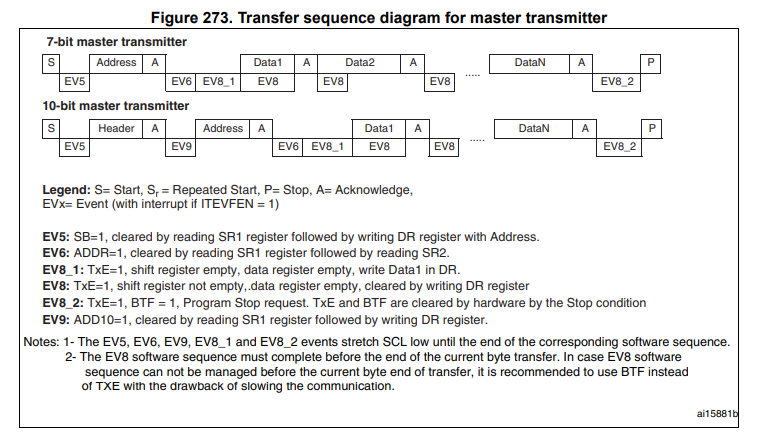 Figure 273. Transfer sequence diagram for master transmitter
7-bit master transmitter
S Address A Data1 A Data2 A DataN A P
EV5 EV6 EV8_1 EV8 EV8 EV8 ..... EV8_2
10-bit master transmitter
S Header A Address A Data1 A DataN A P
EV5 EV9 EV6 EV8_1 EV8 EV8 ..... EV8_2
Legend: S= Start, Sr = Repeated Start, P= Stop, A= Acknowledge,
EVx= Event (with interrupt if ITEVFEN = 1)
EV5: SB=1, cleared by reading SR1 register followed by writing DR register with Address.
EV6: ADDR=1, cleared by reading SR1 register followed by reading SR2.
EV8_1: TxE=1, shift register empty, data register empty, write Data1 in DR.
EV8: TxE=1, shift register not empty,.data register empty, cleared by writing DR register
EV8_2: TxE=1, BTF = 1, Program Stop request. TxE and BTF are cleared by hardware by the Stop condition
EV9: ADD10=1, cleared by reading SR1 register followed by writing DR register.
Notes: 1- The EV5, EV6, EV9, EV8_1 and EV8_2 events stretch SCL low until the end of the corresponding software sequence.
2- The EV8 software sequence must complete before the end of the current byte transfer. In case EV8 software
sequence can not be managed before the current byte end of transfer, it is recommended to use BTF instead
of TXE with the drawback of slowing the communication.
ai15881b